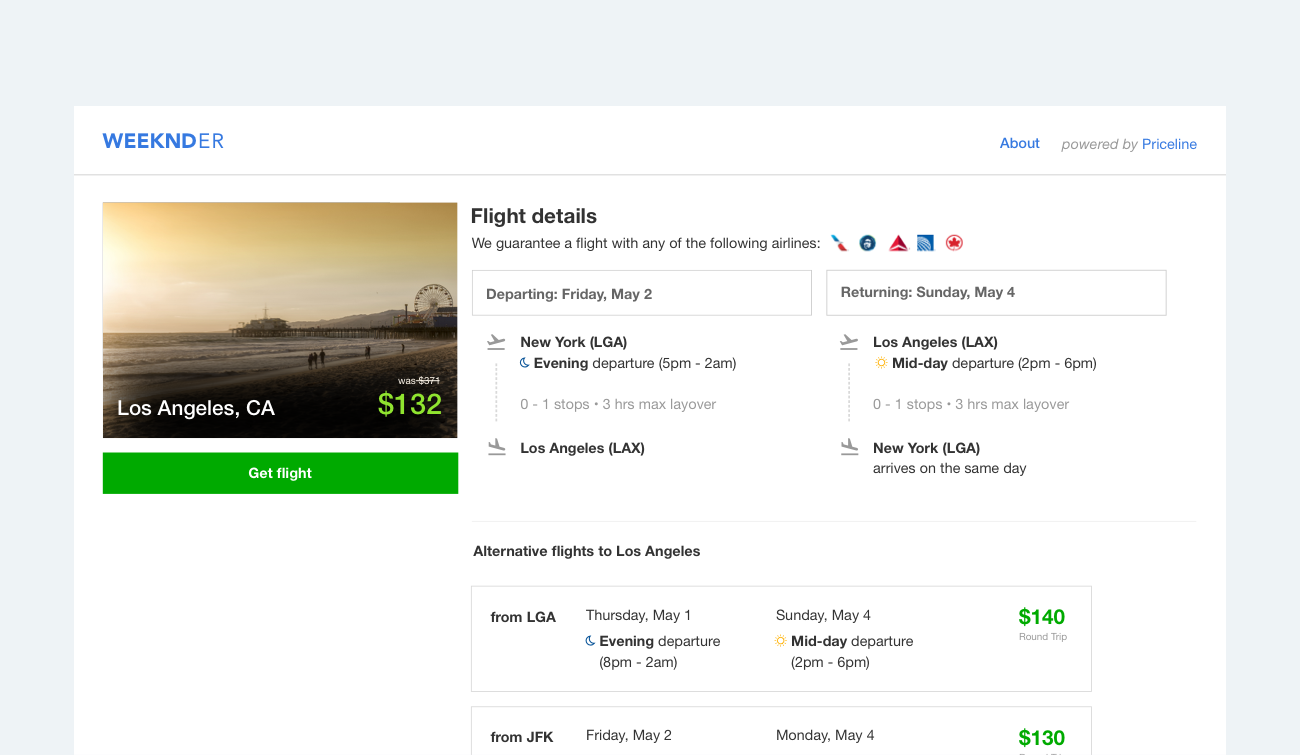 WEEKNDER
About powered by Priceline
Flight details
We guarantee a flight with any of the following airlines:
was $371
Los Angeles, CA $132
Get flight
Departing: Friday, May 2
New York (LGA)
Evening departure (5pm - 2am)
0 - 1 stops • 3 hrs max layover
Los Angeles (LAX)
Returning: Sunday, May 4
Los Angeles (LAX)
Mid-day departure (2pm - 6pm)
0 - 1 stops • 3 hrs max layover
New York (LGA)
arrives on the same day
Alternative flights to Los Angeles
from LGA
Thursday, May 1
Evening departure
(8pm - 2am)
Sunday, May 4
Mid-day departure
(2pm - 6pm)
$140
Round Trip
from JFK
Friday, May 2
Monday, May 4
$130